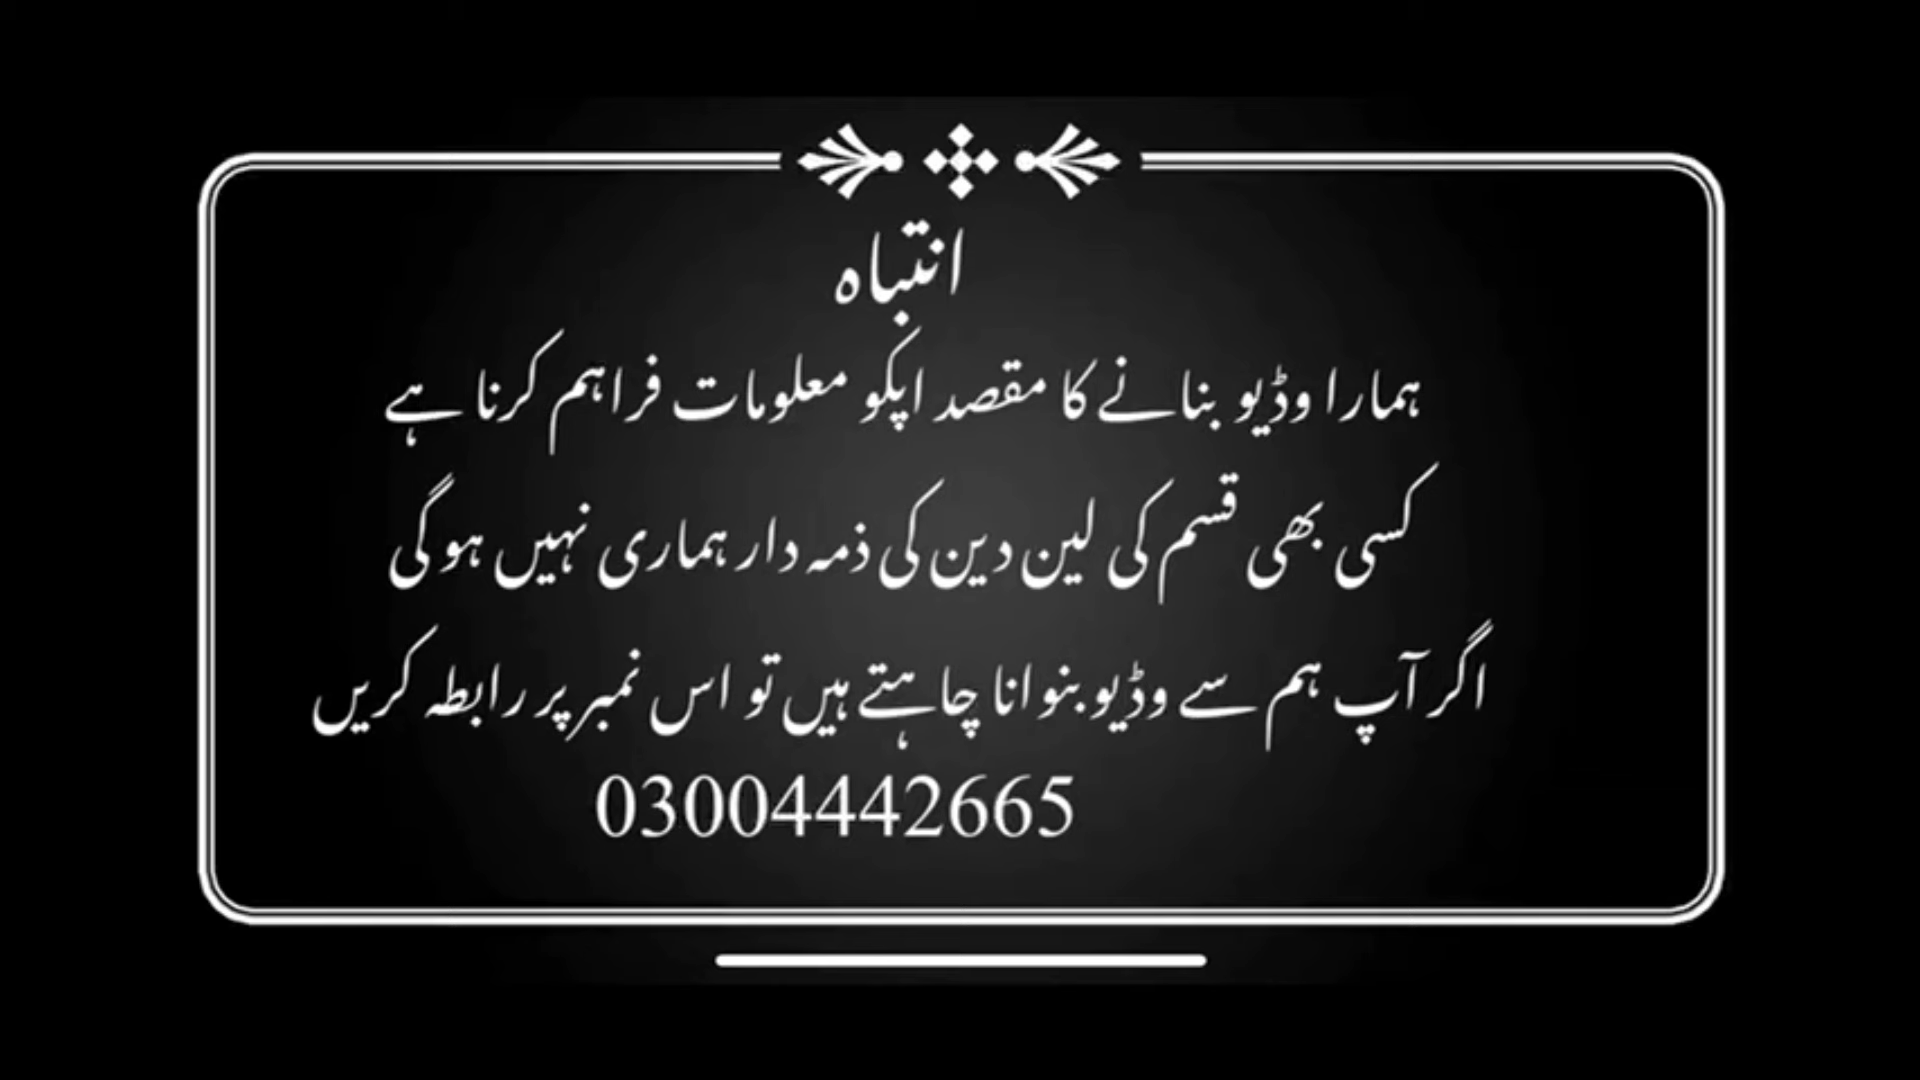 انتباہ
ہمارا وڈیو بنانے کا مقصد اپکو معلومات فراہم کرنا ہے
کسی بھی قسم کی لین دین کی ذمہ دار ہماری نہیں ہوگی
اگر آپ ہم سے وڈیو بنوانا چاہتے ہیں تو اس نمبر پر رابطہ کریں
03004442665